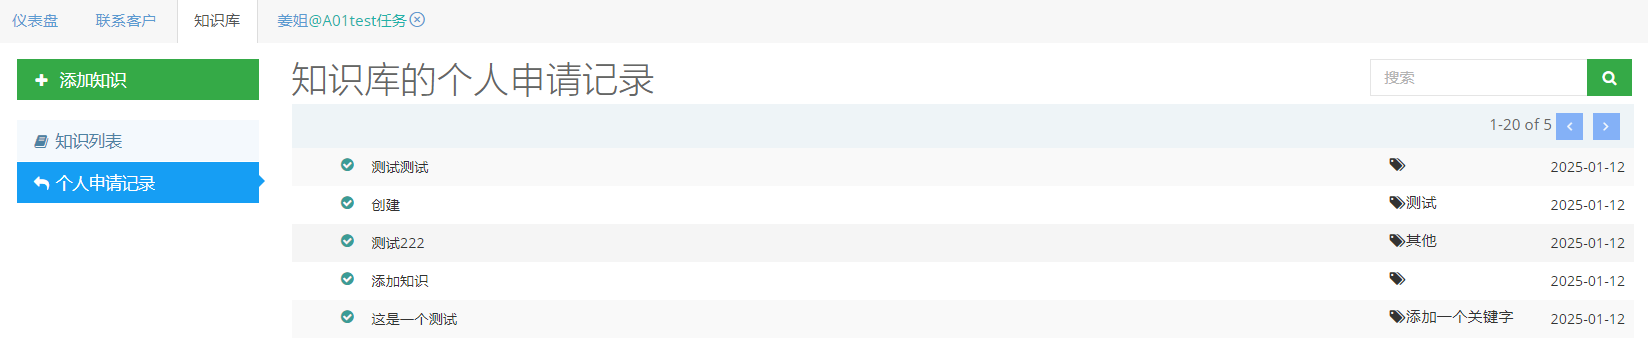 仪表盘 联系客户 知识库 姜姐@A01test任务
添加知识
知识列表
个人申请记录
知识库的个人申请记录
搜索
1-20 of 5
测试测试 2025-01-12
创建 测试 2025-01-12
测试222 其他 2025-01-12
添加知识 2025-01-12
这是一个测试 添加一个关键字 2025-01-12